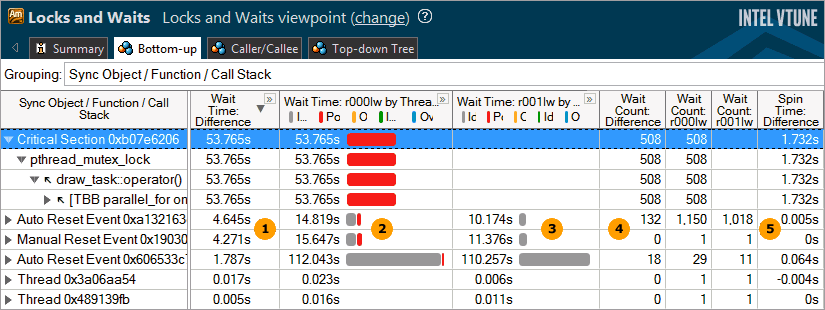 Am Locks and Waits Locks and Waits viewpoint (change) ?
INTEL VTUNE
Summary Bottom-up Caller/Callee Top-down Tree
Grouping: Sync Object / Function / Call Stack
Sync Object / Function / Call Stack
Wait Time: Difference
Wait Time: r000lw by Threa...
I... Po O I... Ov
Wait Time: r001lw by ...
Id Po O Id O
Wait Count: Difference
Wait Count: r000lw
Wait Count: r001lw
Spin Time: Difference
Critical Section 0xb07e6206 53.765s 53.765s 508 508 1.732s
pthread_mutex_lock 53.765s 53.765s 508 508 1.732s
draw_task::operator() 53.765s 53.765s 508 508 1.732s
[TBB parallel_for on 53.765s 53.765s 508 508 1.732s
Auto Reset Event 0xa132163 4.645s 14.819s 10.174s 132 1,150 1,018 0.005s
1 2 3 4 5
Manual Reset Event 0x19030 4.271s 15.647s 11.376s 0 1 1 0s
Auto Reset Event 0x606533c7 1.787s 112.043s 110.257s 18 29 11 0.064s
Thread 0x3a06aa54 0.017s 0.023s 0.006s 0 1 1 -0.004s
Thread 0x489139fb 0.005s 0.016s 0.011s 0 1 1 0s